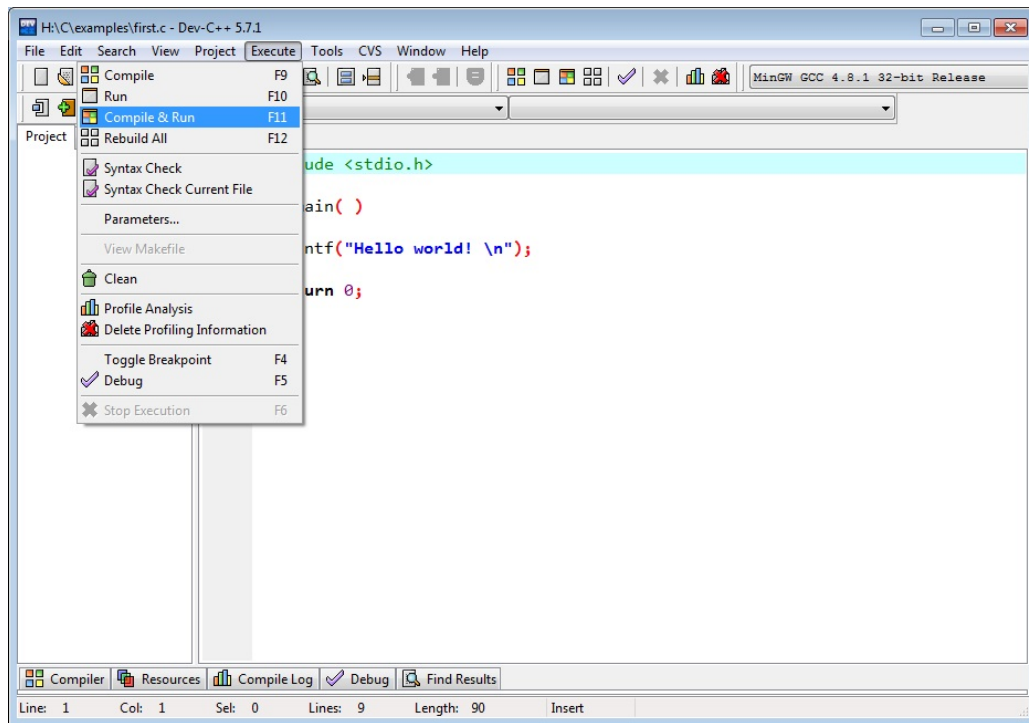 H:\C\examples\first.c - Dev-C++ 5.7.1
File Edit Search View Project Execute Tools CVS Window Help
MinGW GCC 4.8.1 32-bit Release
Compile F9
Run F10
Compile & Run F11
Rebuild All F12
Syntax Check
Syntax Check Current File
Parameters...
View Makefile
Clean
Profile Analysis
Delete Profiling Information
Toggle Breakpoint F4
Debug F5
Stop Execution F6
Project
ude <stdio.h>
ain( )
ntf("Hello world! \n");
urn 0;
Compiler Resources Compile Log Debug Find Results
Line: 1 Col: 1 Sel: 0 Lines: 9 Length: 90 Insert